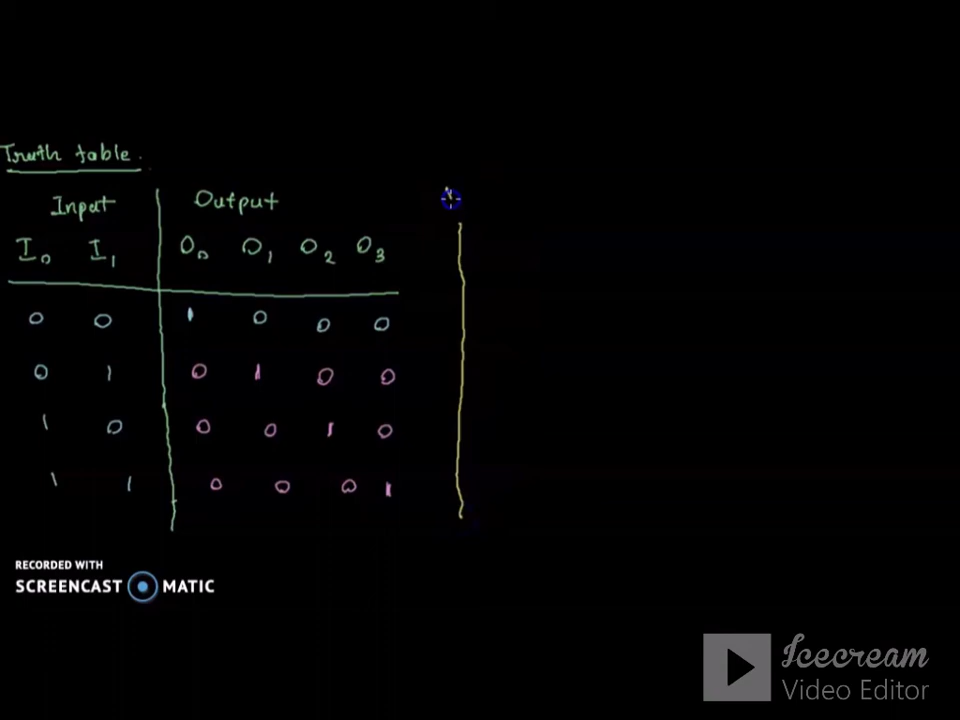 Truth table.
Input Output
I0 I1 O0 O1 O2 O3
0 0 1 0 0 0
0 1 0 1 0 0
1 0 0 0 1 0
1 1 0 0 0 1
RECORDED WITH
SCREENCAST MATIC
Icecream
Video Editor